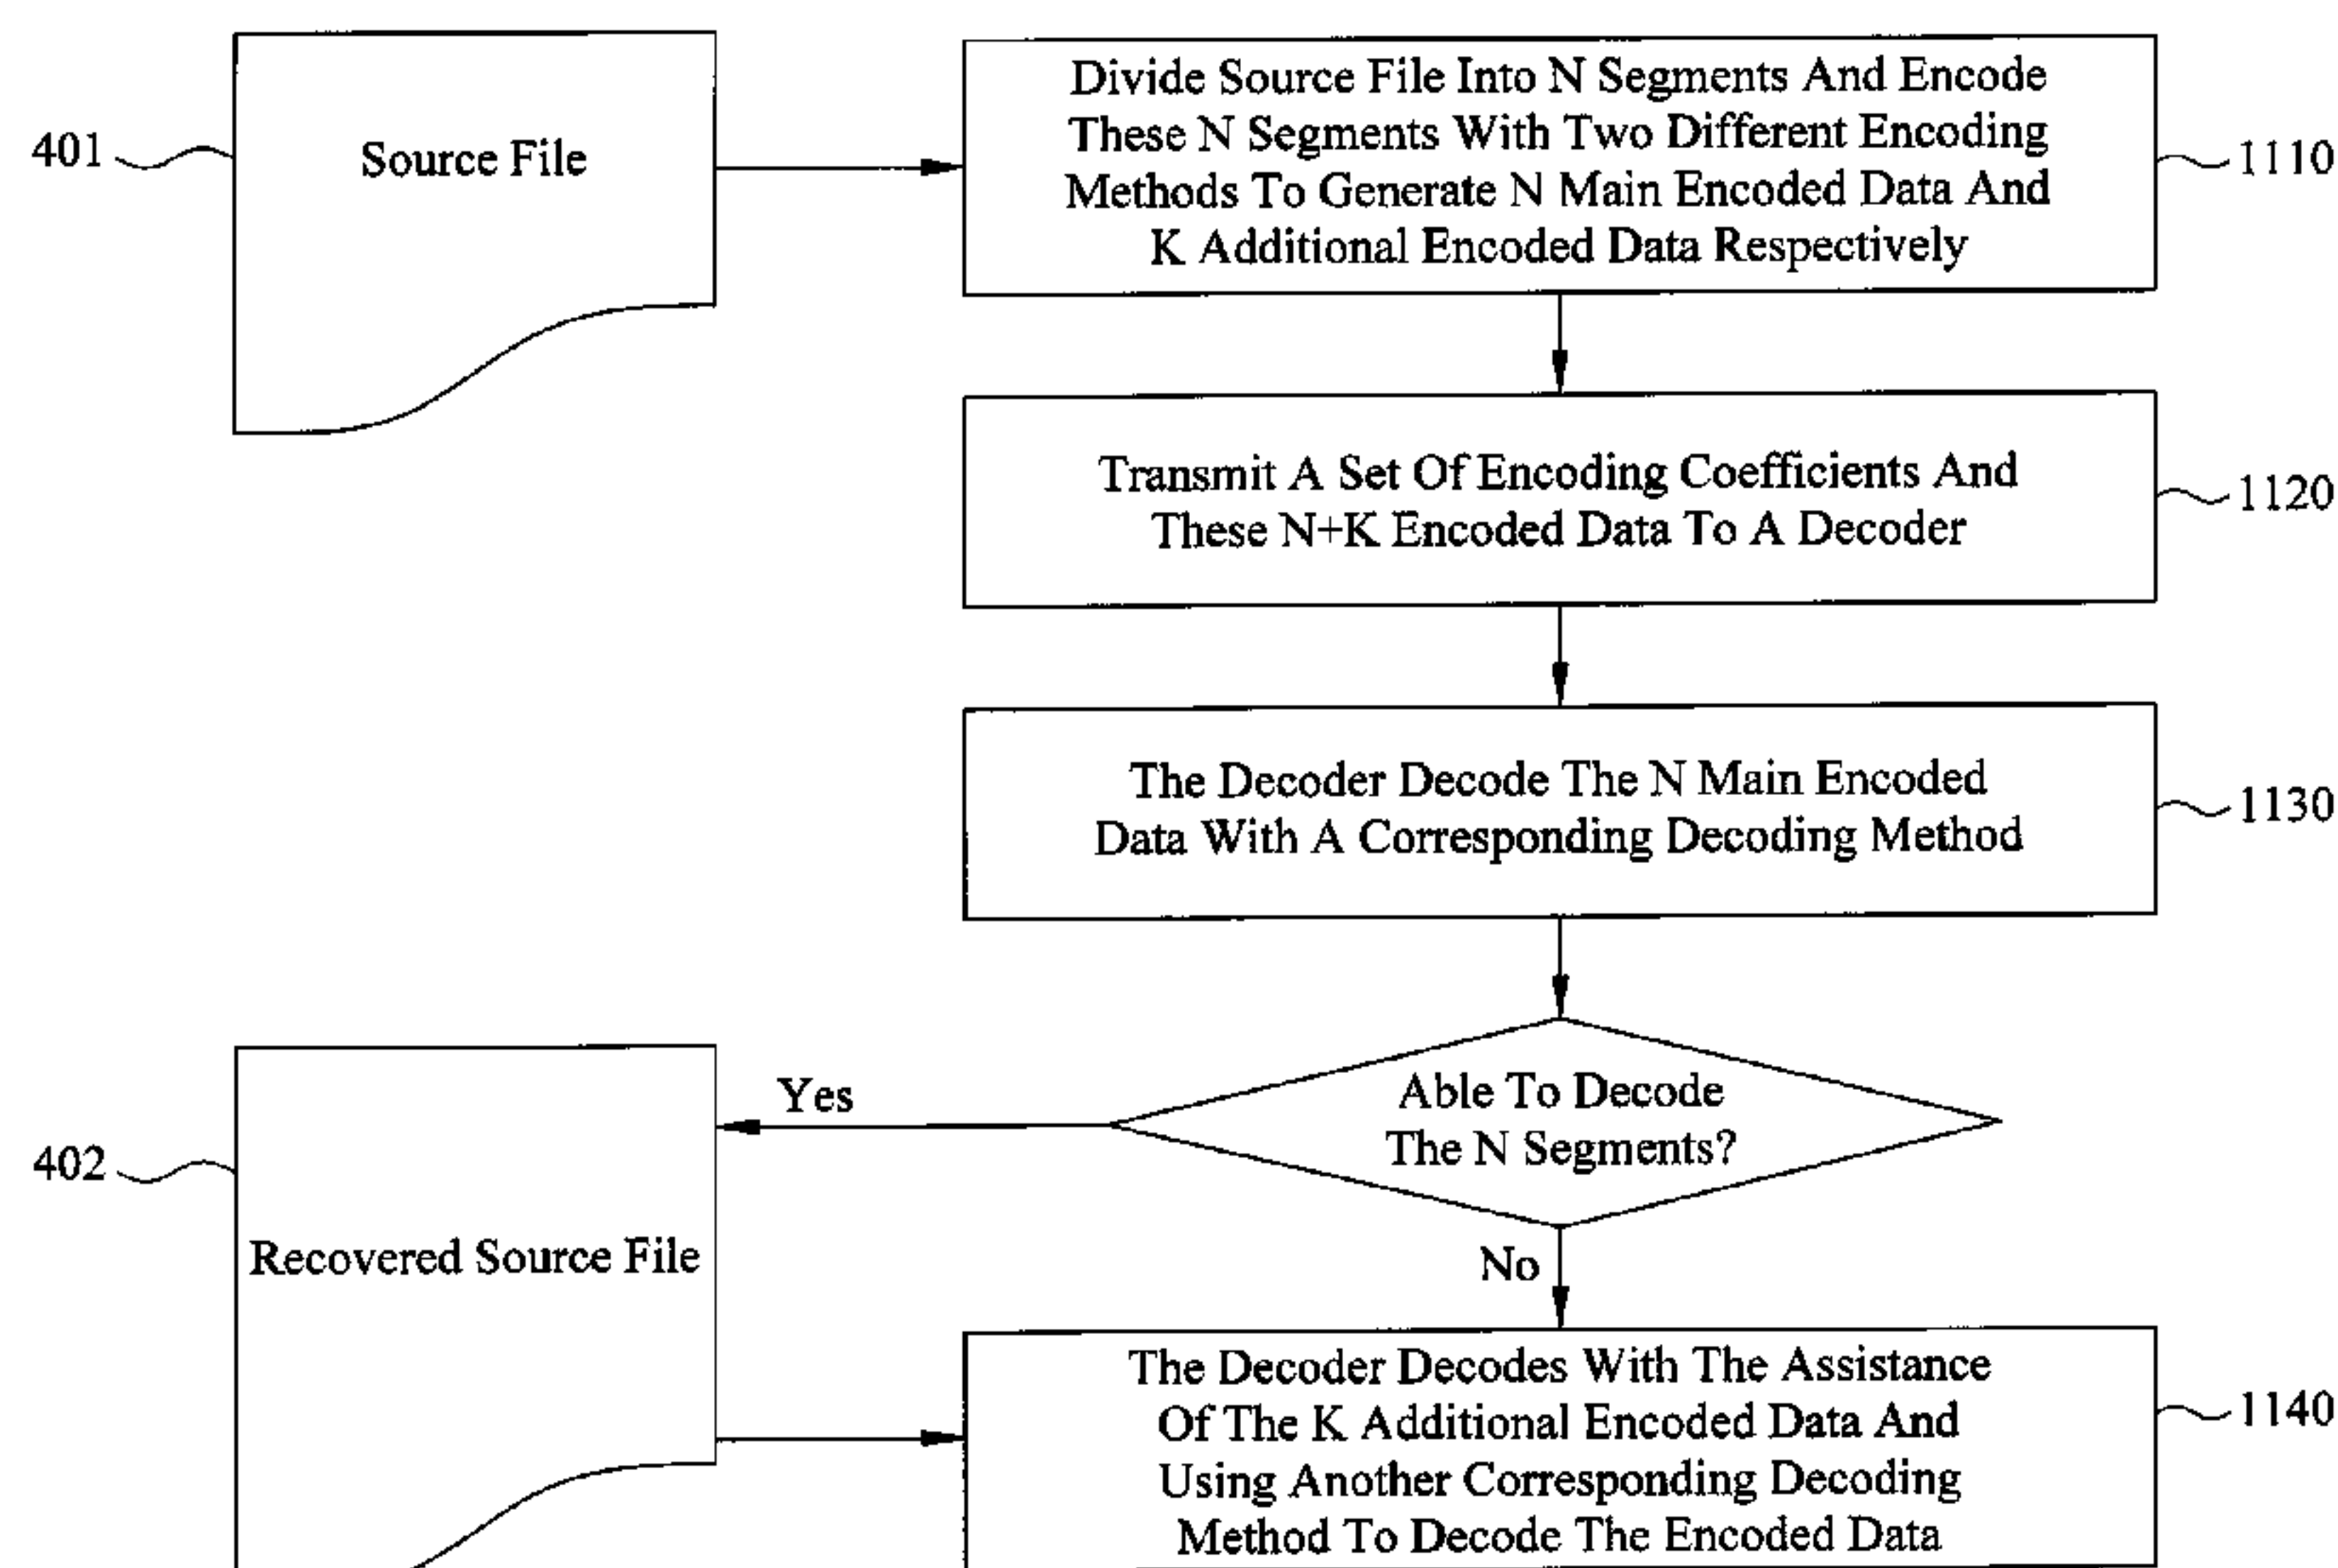 401
Source File
Divide Source File Into N Segments And Encode
These N Segments With Two Different Encoding
Methods To Generate N Main Encoded Data And
K Additional Encoded Data Respectively
1110
Transmit A Set Of Encoding Coefficients And
These N+K Encoded Data To A Decoder
1120
The Decoder Decode The N Main Encoded
Data With A Corresponding Decoding Method
1130
Able To Decode
The N Segments?
Yes
No
402
Recovered Source File
The Decoder Decodes With The Assistance
Of The K Additional Encoded Data And
Using Another Corresponding Decoding
Method To Decode The Encoded Data
1140